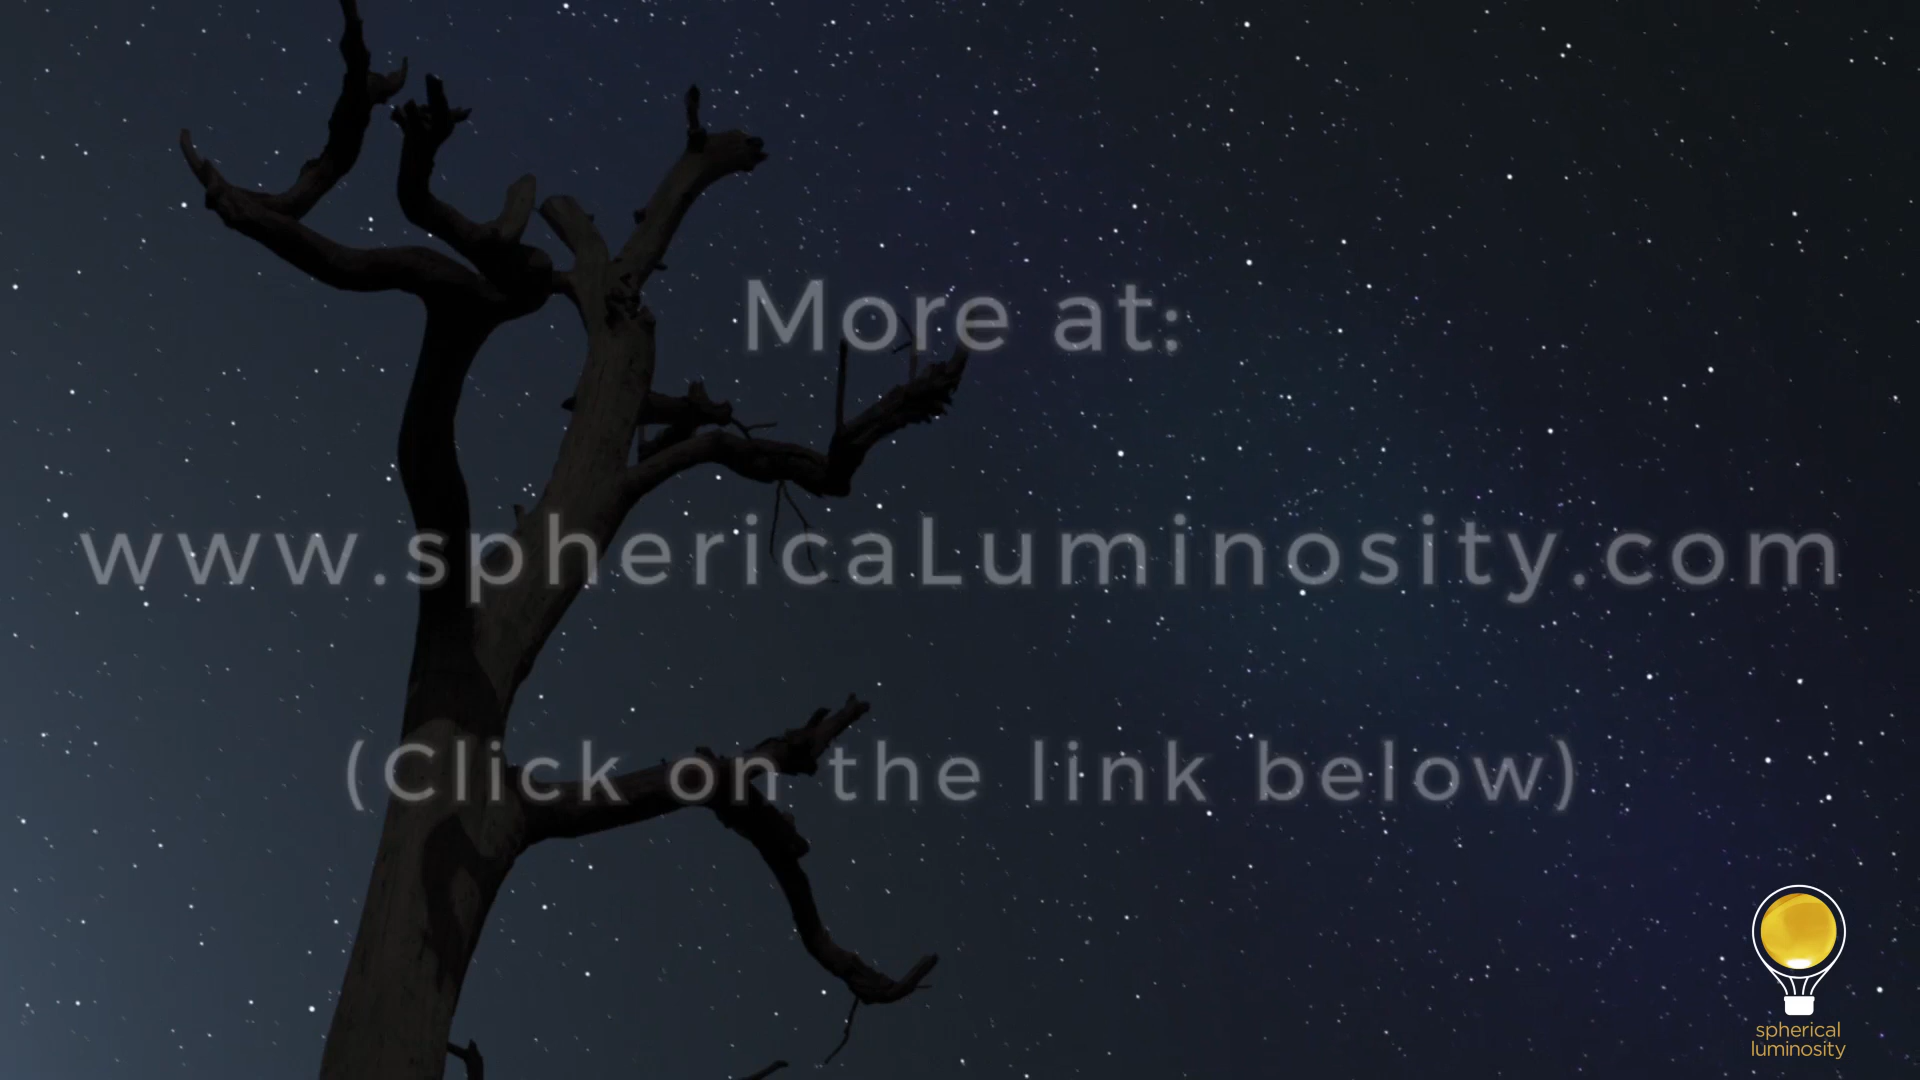 More at:
www.sphericaLuminosity.com
(Click on the link below)
spherical
luminosity